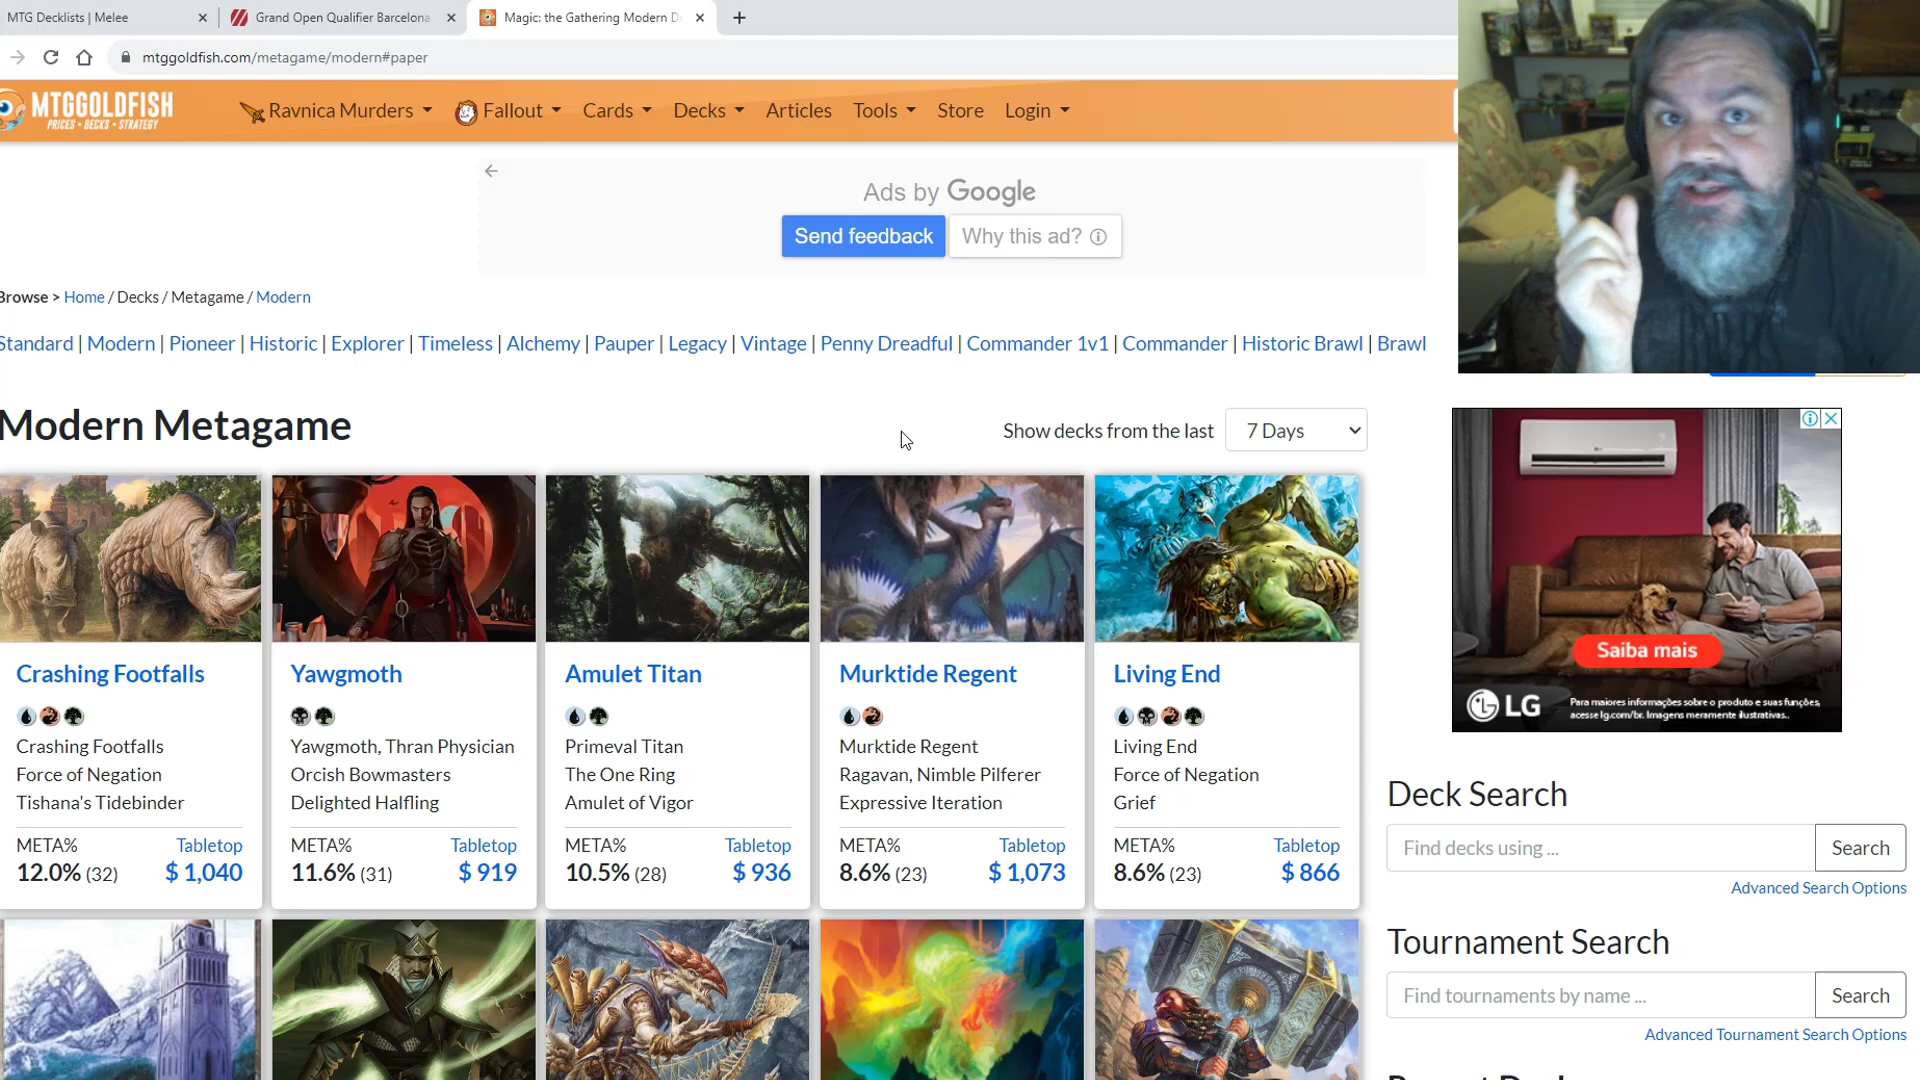 MTG Decklists | Melee
Grand Open Qualifier Barcelona
Magic: the Gathering Modern D
mtggoldfish.com/metagame/modern#paper
MTGGOLDFISH
PRICES • DECKS • STRATEGY
Ravnica Murders
Fallout
Cards
Decks
Articles
Tools
Store
Login
Ads by Google
Send feedback
Why this ad?
Browse > Home / Decks / Metagame / Modern
Standard | Modern | Pioneer | Historic | Explorer | Timeless | Alchemy | Pauper | Legacy | Vintage | Penny Dreadful | Commander 1v1 | Commander | Historic Brawl | Brawl
Modern Metagame
Show decks from the last
7 Days
Crashing Footfalls
Crashing Footfalls
Force of Negation
Tishana's Tidebinder
META% Tabletop
12.0% (32) $ 1,040
Yawgmoth
Yawgmoth, Thran Physician
Orcish Bowmasters
Delighted Halfling
META% Tabletop
11.6% (31) $ 919
Amulet Titan
Primeval Titan
The One Ring
Amulet of Vigor
META% Tabletop
10.5% (28) $ 936
Murktide Regent
Murktide Regent
Ragavan, Nimble Pilferer
Expressive Iteration
META% Tabletop
8.6% (23) $ 1,073
Living End
Living End
Force of Negation
Grief
META% Tabletop
8.6% (23) $ 866
Saiba mais
LG
Para maiores informações sobre o produto e suas funções,
acesse lg.com/br. Imagens meramente ilustrativas..
Deck Search
Find decks using ...
Search
Advanced Search Options
Tournament Search
Find tournaments by name ...
Search
Advanced Tournament Search Options